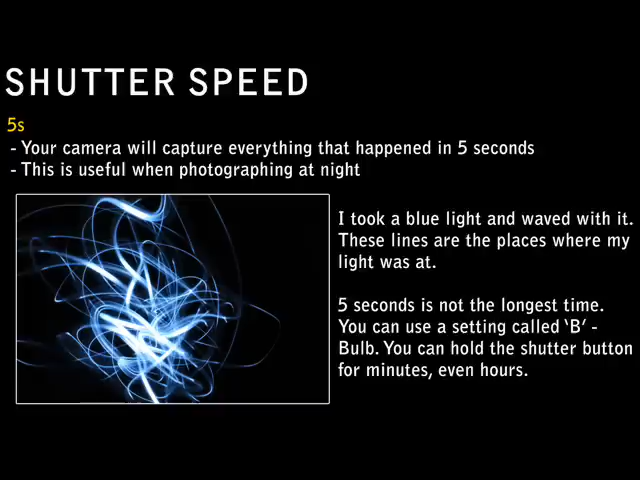 SHUTTER SPEED
5s
- Your camera will capture everything that happened in 5 seconds
- This is useful when photographing at night
I took a blue light and waved with it.
These lines are the places where my
light was at.
5 seconds is not the longest time.
You can use a setting called ‘B’ -
Bulb. You can hold the shutter button
for minutes, even hours.